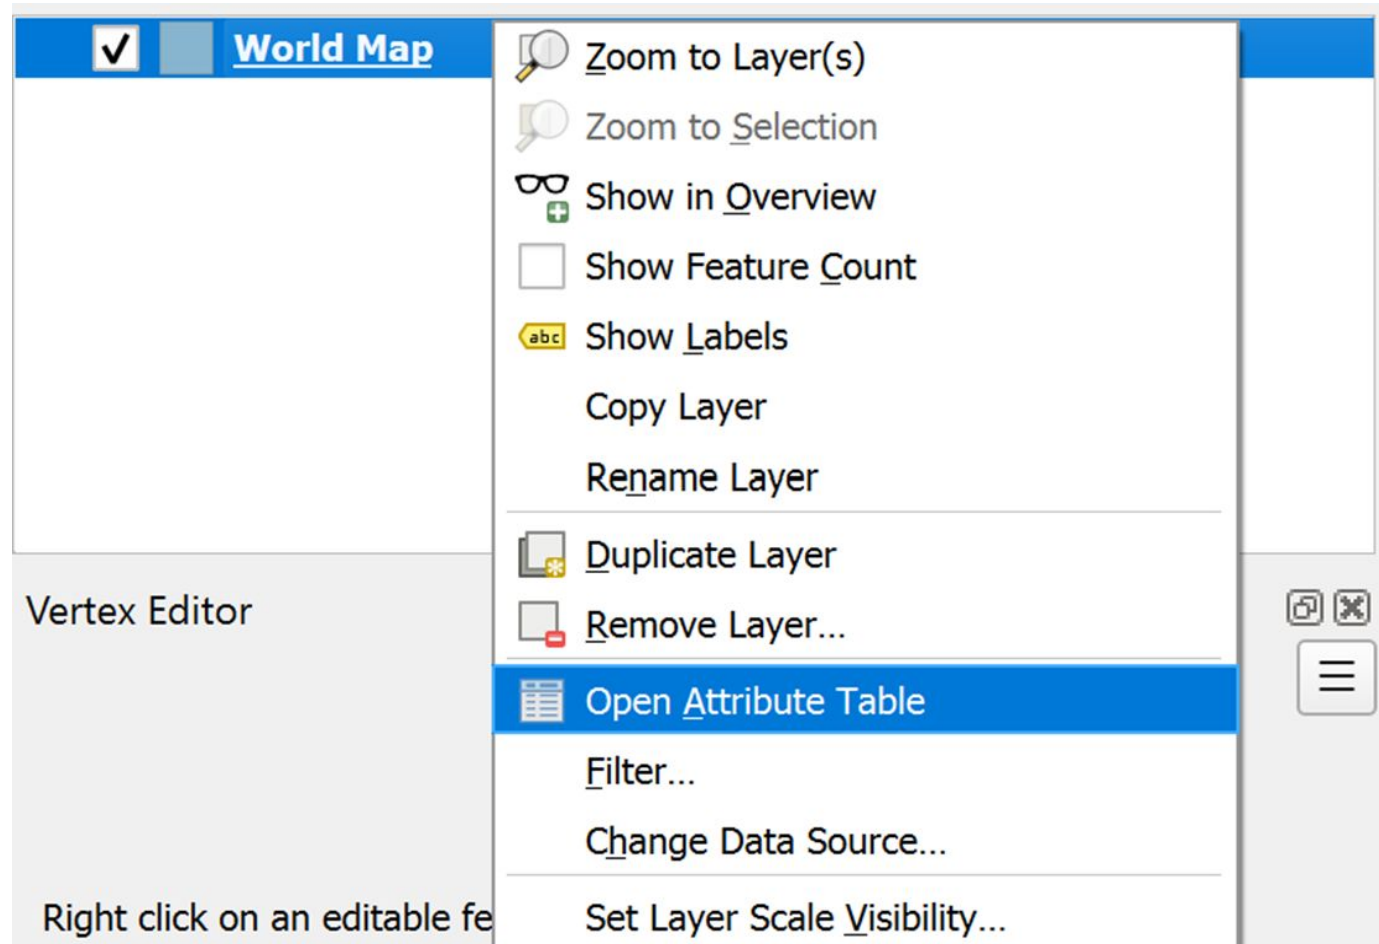 World Map
Zoom to Layer(s)
Zoom to Selection
Show in Overview
Show Feature Count
abc Show Labels
Copy Layer
Rename Layer
Duplicate Layer
Remove Layer...
Open Attribute Table
Filter...
Change Data Source...
Set Layer Scale Visibility...
Vertex Editor
Right click on an editable fe